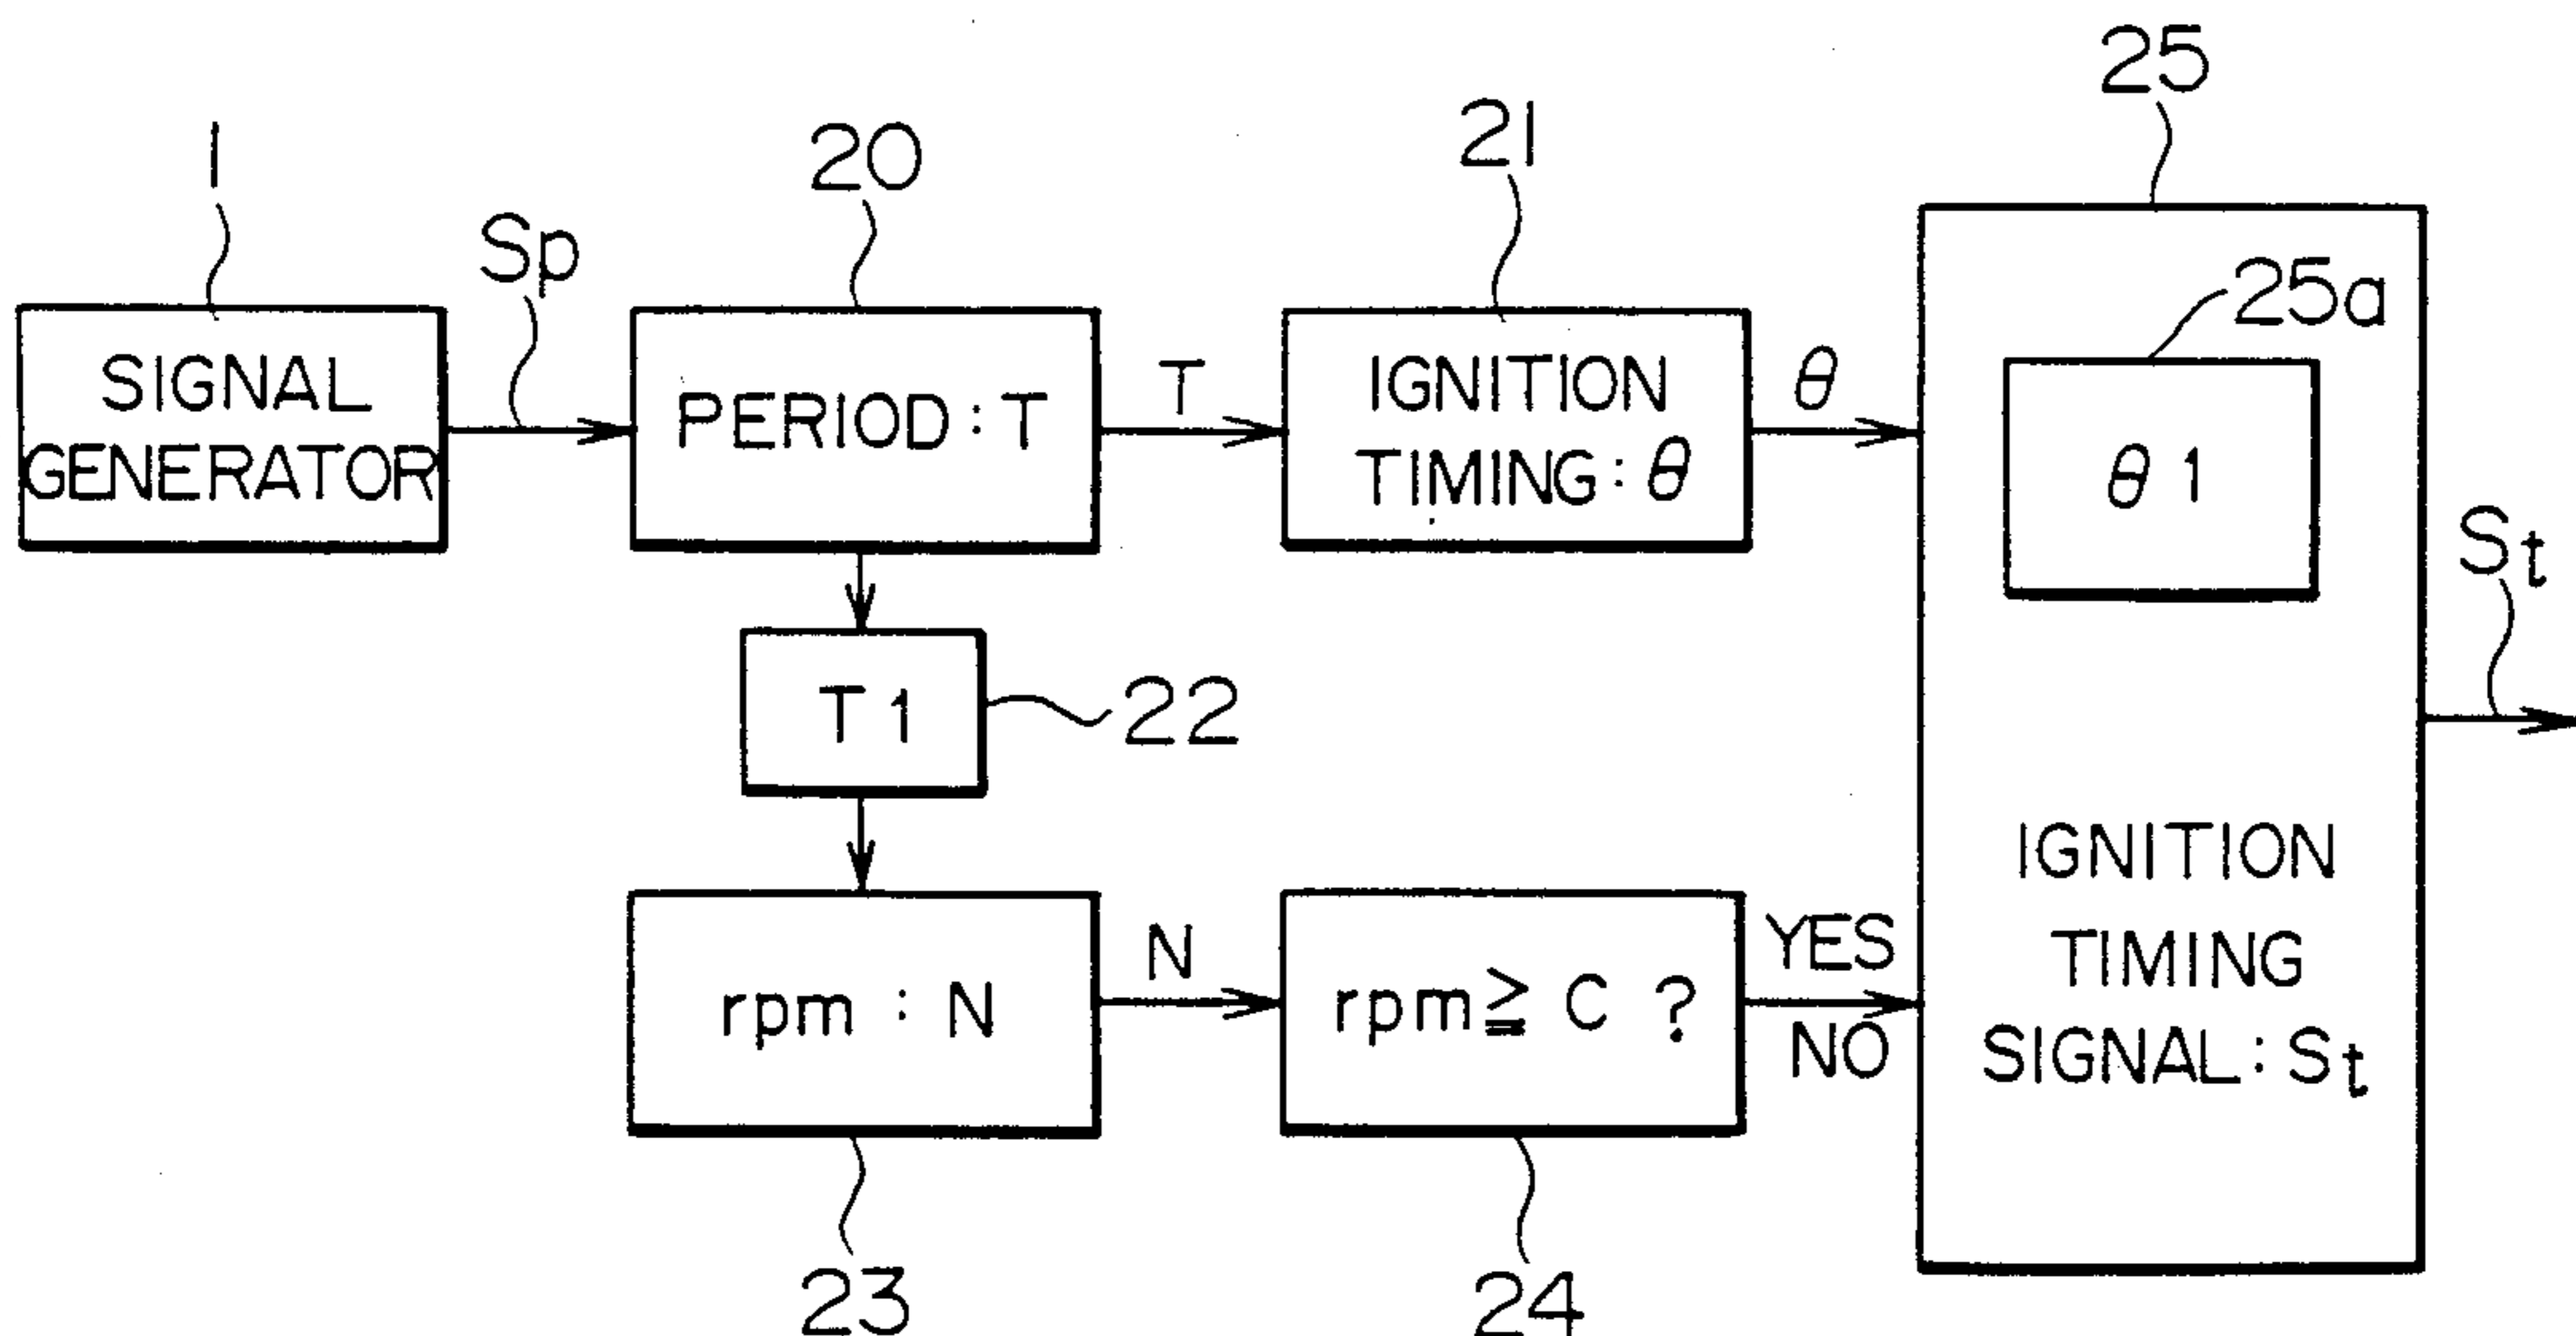 1
SIGNAL
GENERATOR
Sp
20
PERIOD : T
T
21
IGNITION
TIMING : θ
θ
25
25a
θ 1
IGNITION
TIMING
SIGNAL : St
St
T 1
22
rpm : N
23
N
rpm ≧ C ?
24
YES
NO